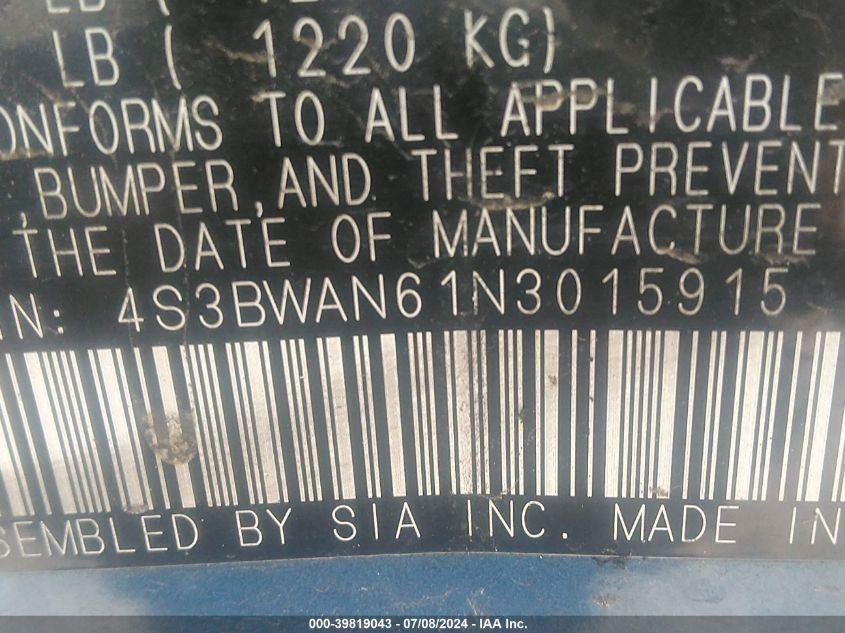 LB ( 1220 KG)
ONFORMS TO ALL APPLICABLE
,BUMPER,AND THEFT PREVENT
THE DATE OF MANUFACTURE
IN: 4S3BWAN61N3015915
SEMBLED BY SIA INC. MADE IN
000-39819043 - 07/08/2024 - IAA Inc.